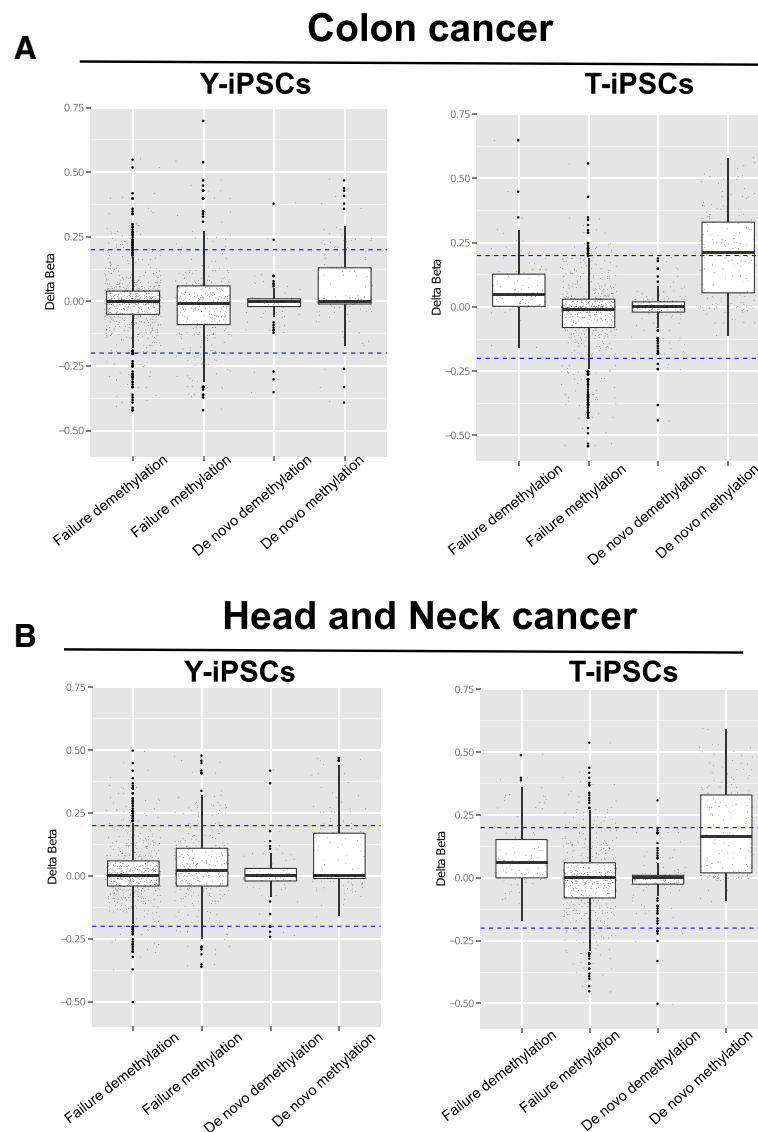 A
Colon cancer
Y-iPSCs
T-iPSCs
Delta Beta
0.75
0.50
0.25
0.00
−0.25
−0.50
Failure demethylation
Failure methylation
De novo demethylation
De novo methylation
Delta Beta
0.75
0.50
0.25
0.00
−0.25
−0.50
Failure demethylation
Failure methylation
De novo demethylation
De novo methylation
B
Head and Neck cancer
Y-iPSCs
T-iPSCs
Delta Beta
0.75
0.50
0.25
0.00
−0.25
−0.50
Failure demethylation
Failure methylation
De novo demethylation
De novo methylation
Delta Beta
0.75
0.50
0.25
0.00
−0.25
−0.50
Failure demethylation
Failure methylation
De novo demethylation
De novo methylation